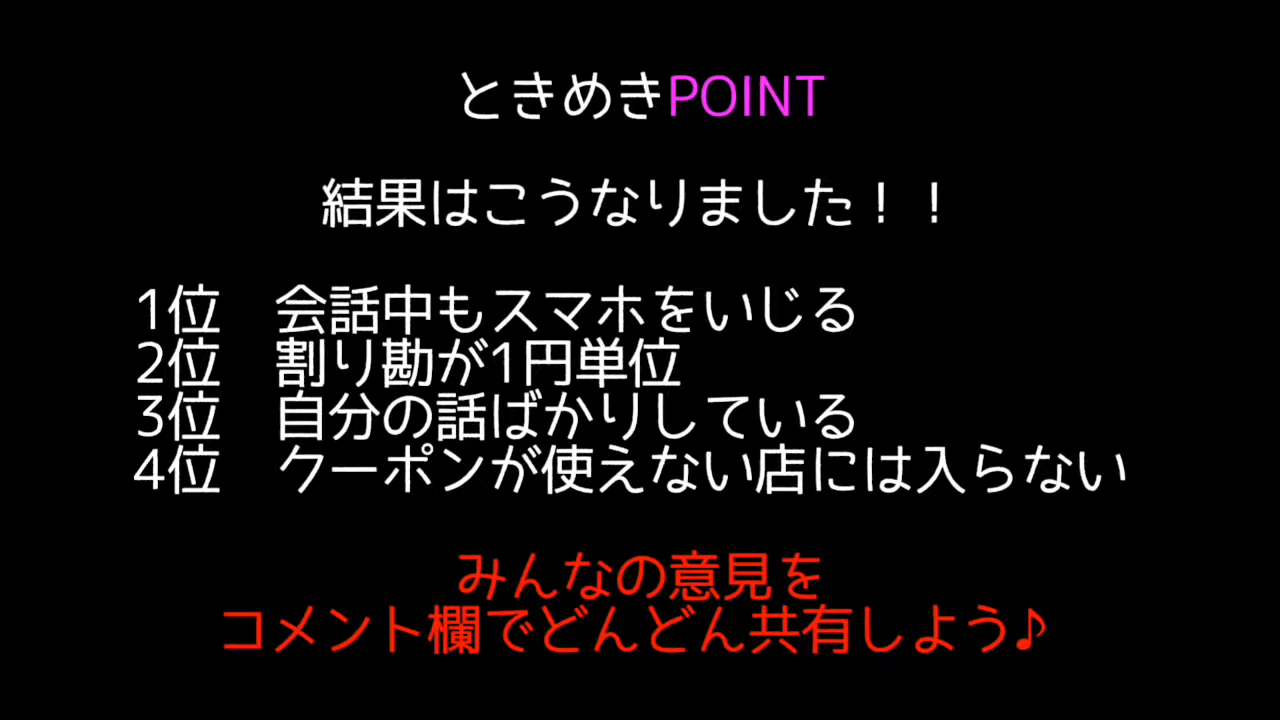 ときめきPOINT
結果はこうなりました！！
1位　会話中もスマホをいじる
2位　割り勘が1円単位
3位　自分の話ばかりしている
4位　クーポンが使えない店には入らない
みんなの意見を
コメント欄でどんどん共有しよう♪